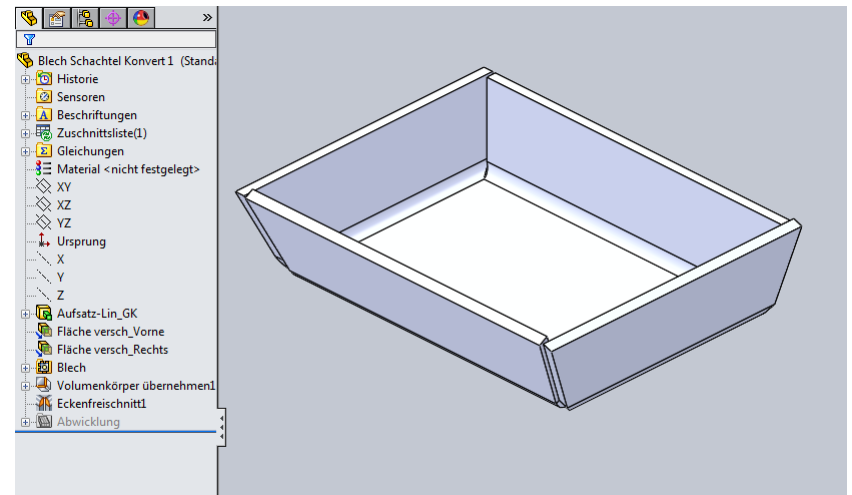 »
Blech Schachtel Konvert 1 (Standa
Historie
Sensoren
A Beschriftungen
Zuschnittsliste(1)
Σ Gleichungen
Material <nicht festgelegt>
XY
XZ
YZ
Ursprung
X
Y
Z
Aufsatz-Lin_GK
Fläche versch_Vorne
Fläche versch_Rechts
Blech
Volumenkörper übernehmen1
Eckenfreischnitt1
Abwicklung